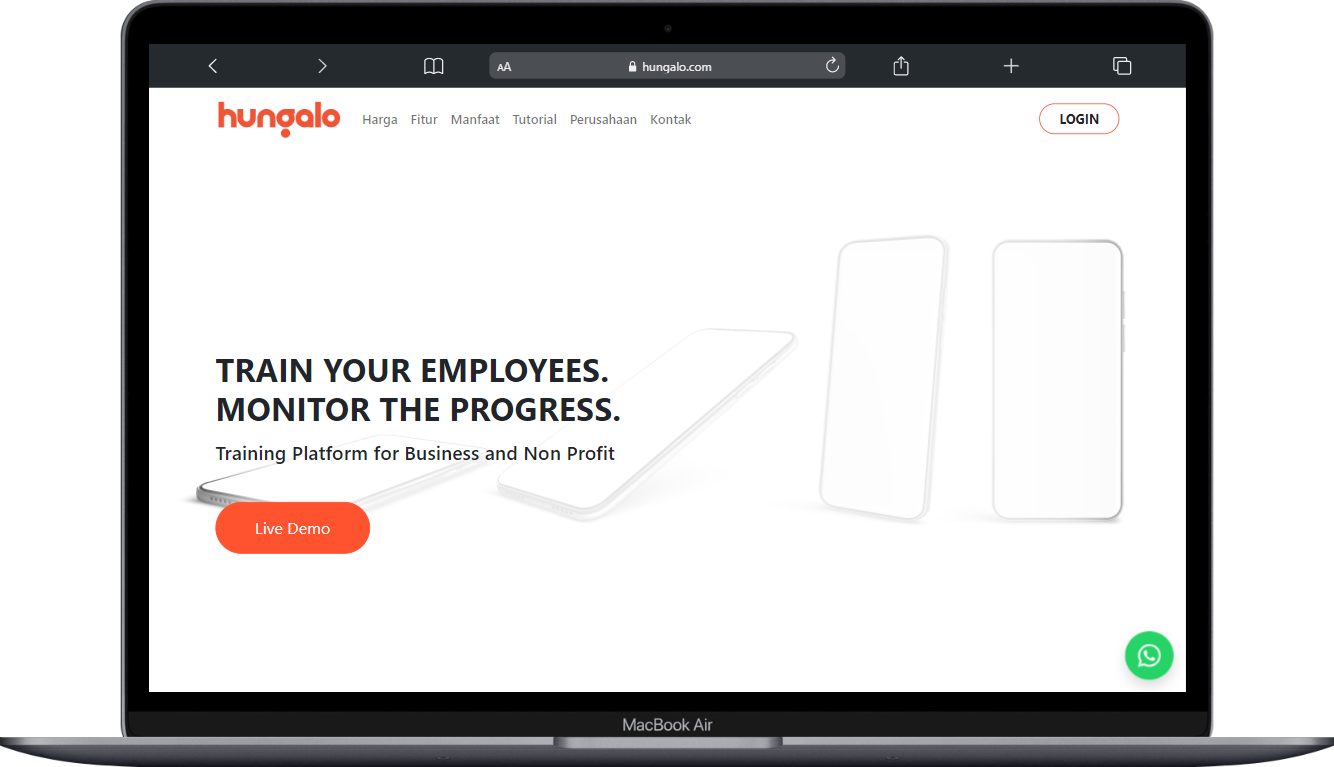 AA hungalo.com
hungalo Harga Fitur Manfaat Tutorial Perusahaan Kontak LOGIN
TRAIN YOUR EMPLOYEES.
MONITOR THE PROGRESS.
Training Platform for Business and Non Profit
Live Demo
MacBook Air